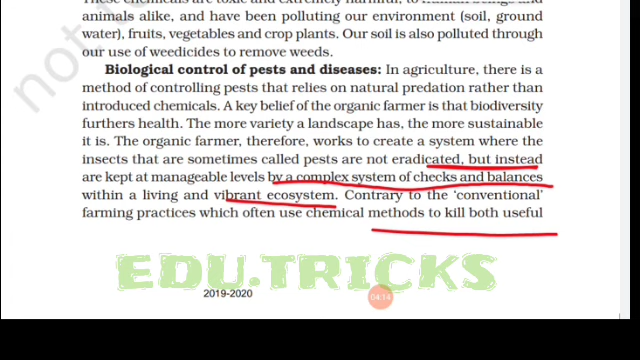 These chemicals are toxic and extremely harmful, to human beings and
animals alike, and have been polluting our environment (soil, ground
water), fruits, vegetables and crop plants. Our soil is also polluted through
our use of weedicides to remove weeds.
Biological control of pests and diseases: In agriculture, there is a
method of controlling pests that relies on natural predation rather than
introduced chemicals. A key belief of the organic farmer is that biodiversity
furthers health. The more variety a landscape has, the more sustainable
it is. The organic farmer, therefore, works to create a system where the
insects that are sometimes called pests are not eradicated, but instead
are kept at manageable levels by a complex system of checks and balances
within a living and vibrant ecosystem. Contrary to the ‘conventional’
farming practices which often use chemical methods to kill both useful
not
EDU.TRICKS
2019-2020
04:14